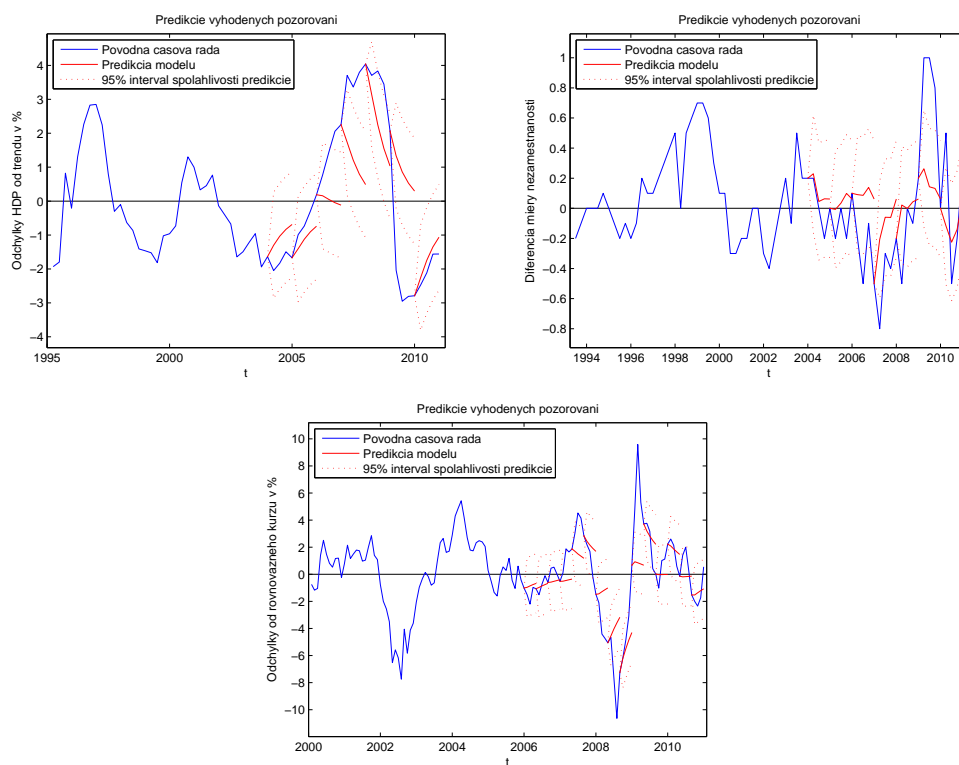 Predikcie vyhodenych pozorovani
Povodna casova rada
Predikcia modelu
95% interval spolahlivosti predikcie
Odchylky HDP od trendu v %
4
3
2
1
0
−1
−2
−3
−4
1995
2000
2005
2010
t
Predikcie vyhodenych pozorovani
Povodna casova rada
Predikcia modelu
95% interval spolahlivosti predikcie
Diferencia miery nezamestnanosti
1
0.8
0.6
0.4
0.2
0
−0.2
−0.4
−0.6
−0.8
1994
1996
1998
2000
2002
2004
2006
2008
2010
t
Predikcie vyhodenych pozorovani
Povodna casova rada
Predikcia modelu
95% interval spolahlivosti predikcie
Odchylky od rovnovazneho kurzu v %
10
8
6
4
2
0
−2
−4
−6
−8
−10
2000
2002
2004
2006
2008
2010
t